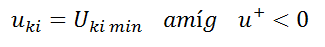 u_{ki} = U_{ki min} amíg u⁺ < 0